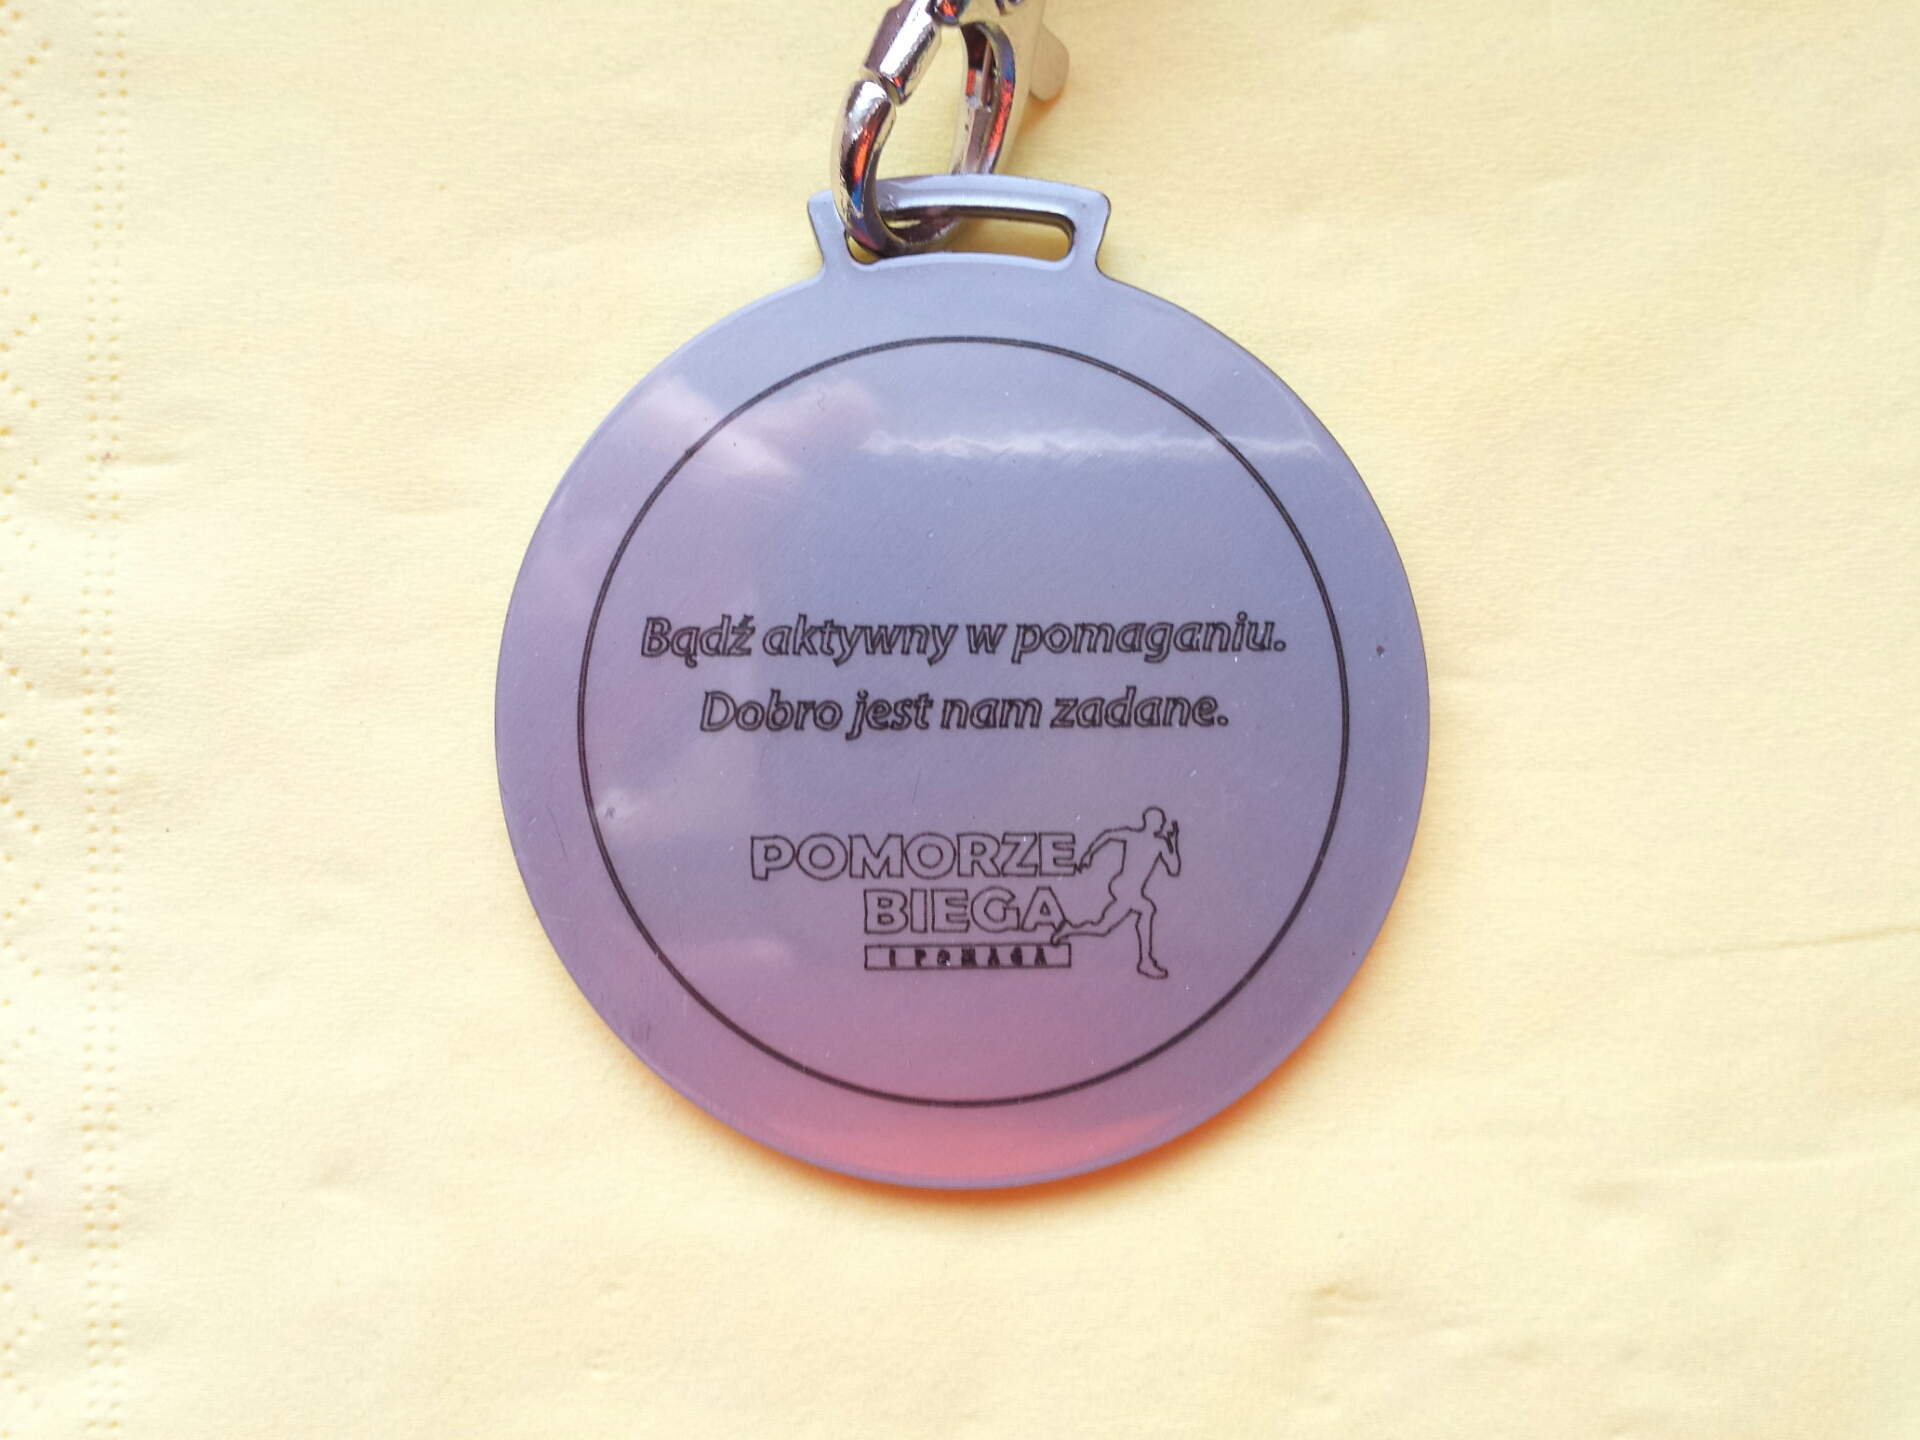 Bądź aktywny w pomaganiu.
Dobro jest nam zadane.
POMORZE
BIEGA
I POMAGA